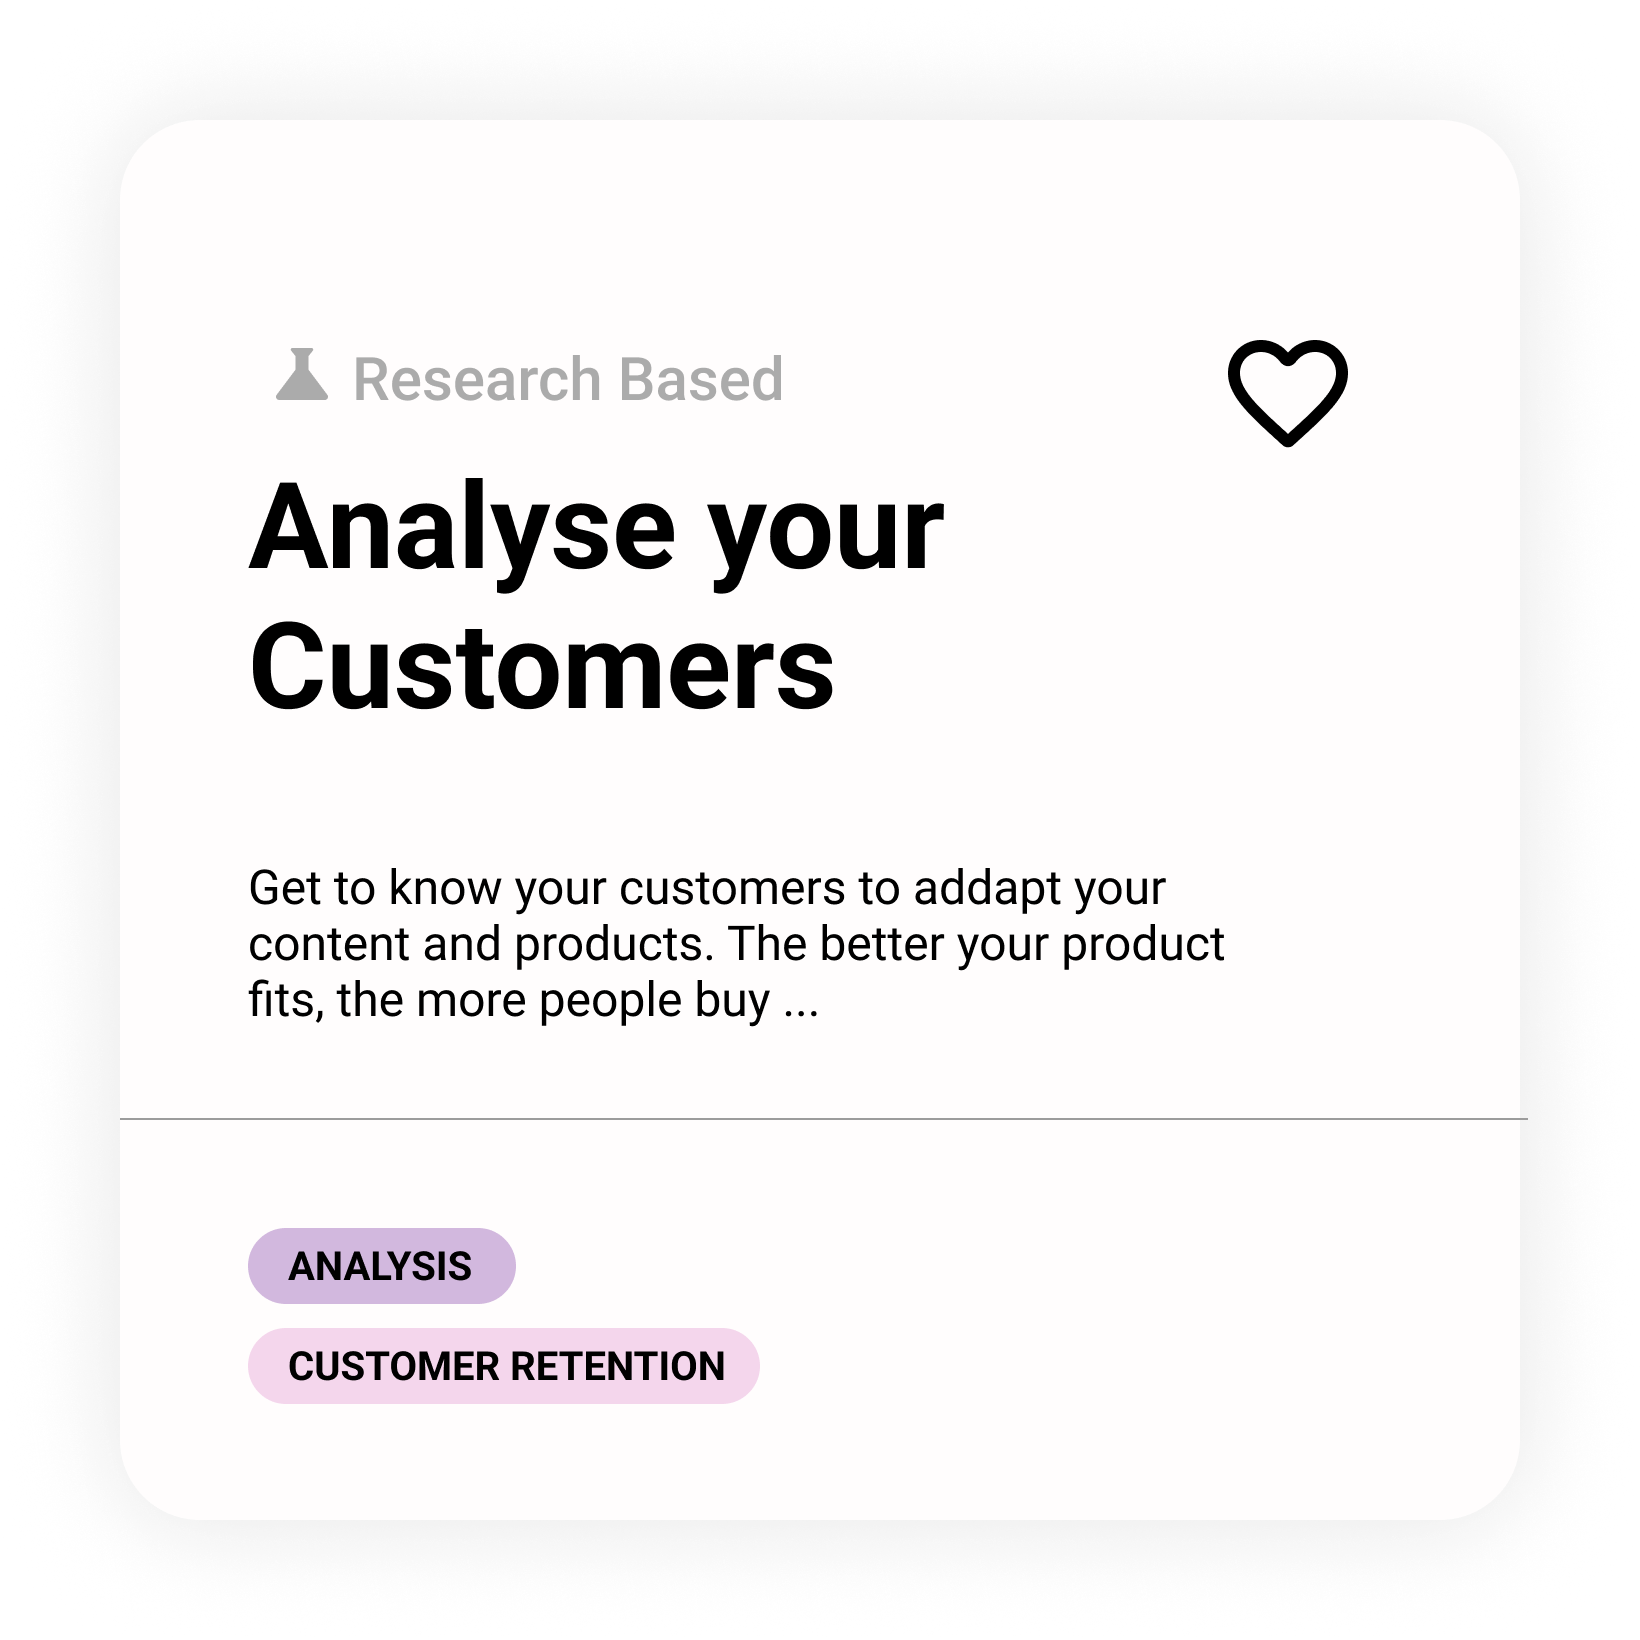 Research Based
Analyse your
Customers
Get to know your customers to addapt your
content and products. The better your product
fits, the more people buy ...
ANALYSIS
CUSTOMER RETENTION